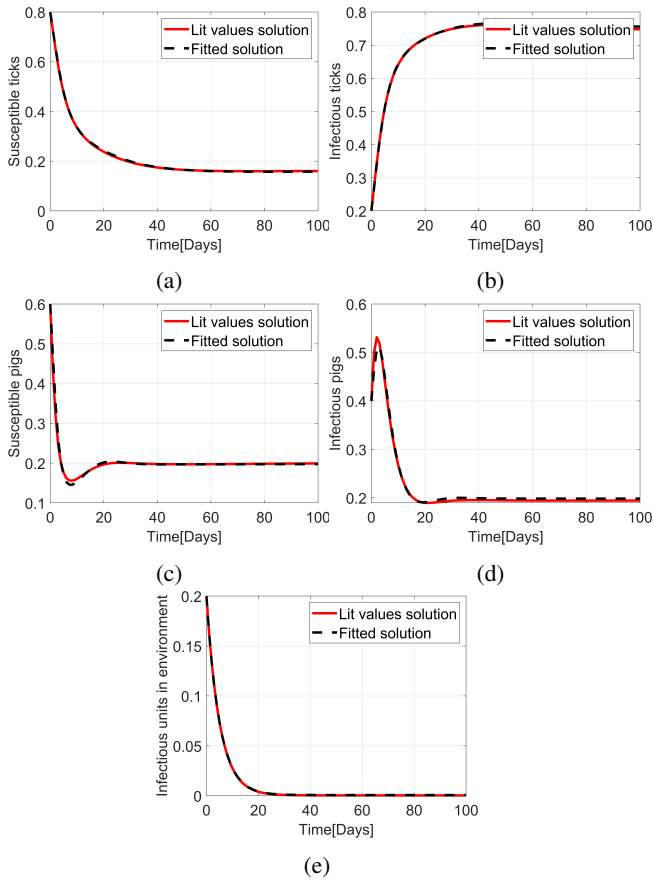 0.8
0.6
0.4
0.2
0
Susceptible ticks
Lit values solution
Fitted solution
0 20 40 60 80 100
Time[Days]
(a)
0.8
0.7
0.6
0.5
0.4
0.3
0.2
Infectious ticks
Lit values solution
Fitted solution
0 20 40 60 80 100
Time[Days]
(b)
0.6
0.5
0.4
0.3
0.2
0.1
Susceptible pigs
Lit values solution
Fitted solution
0 20 40 60 80 100
Time[Days]
(c)
0.6
0.5
0.4
0.3
0.2
Infectious pigs
Lit values solution
Fitted solution
0 20 40 60 80 100
Time[Days]
(d)
0.2
0.15
0.1
0.05
0
Infectious units in environment
Lit values solution
Fitted solution
0 20 40 60 80 100
Time[Days]
(e)